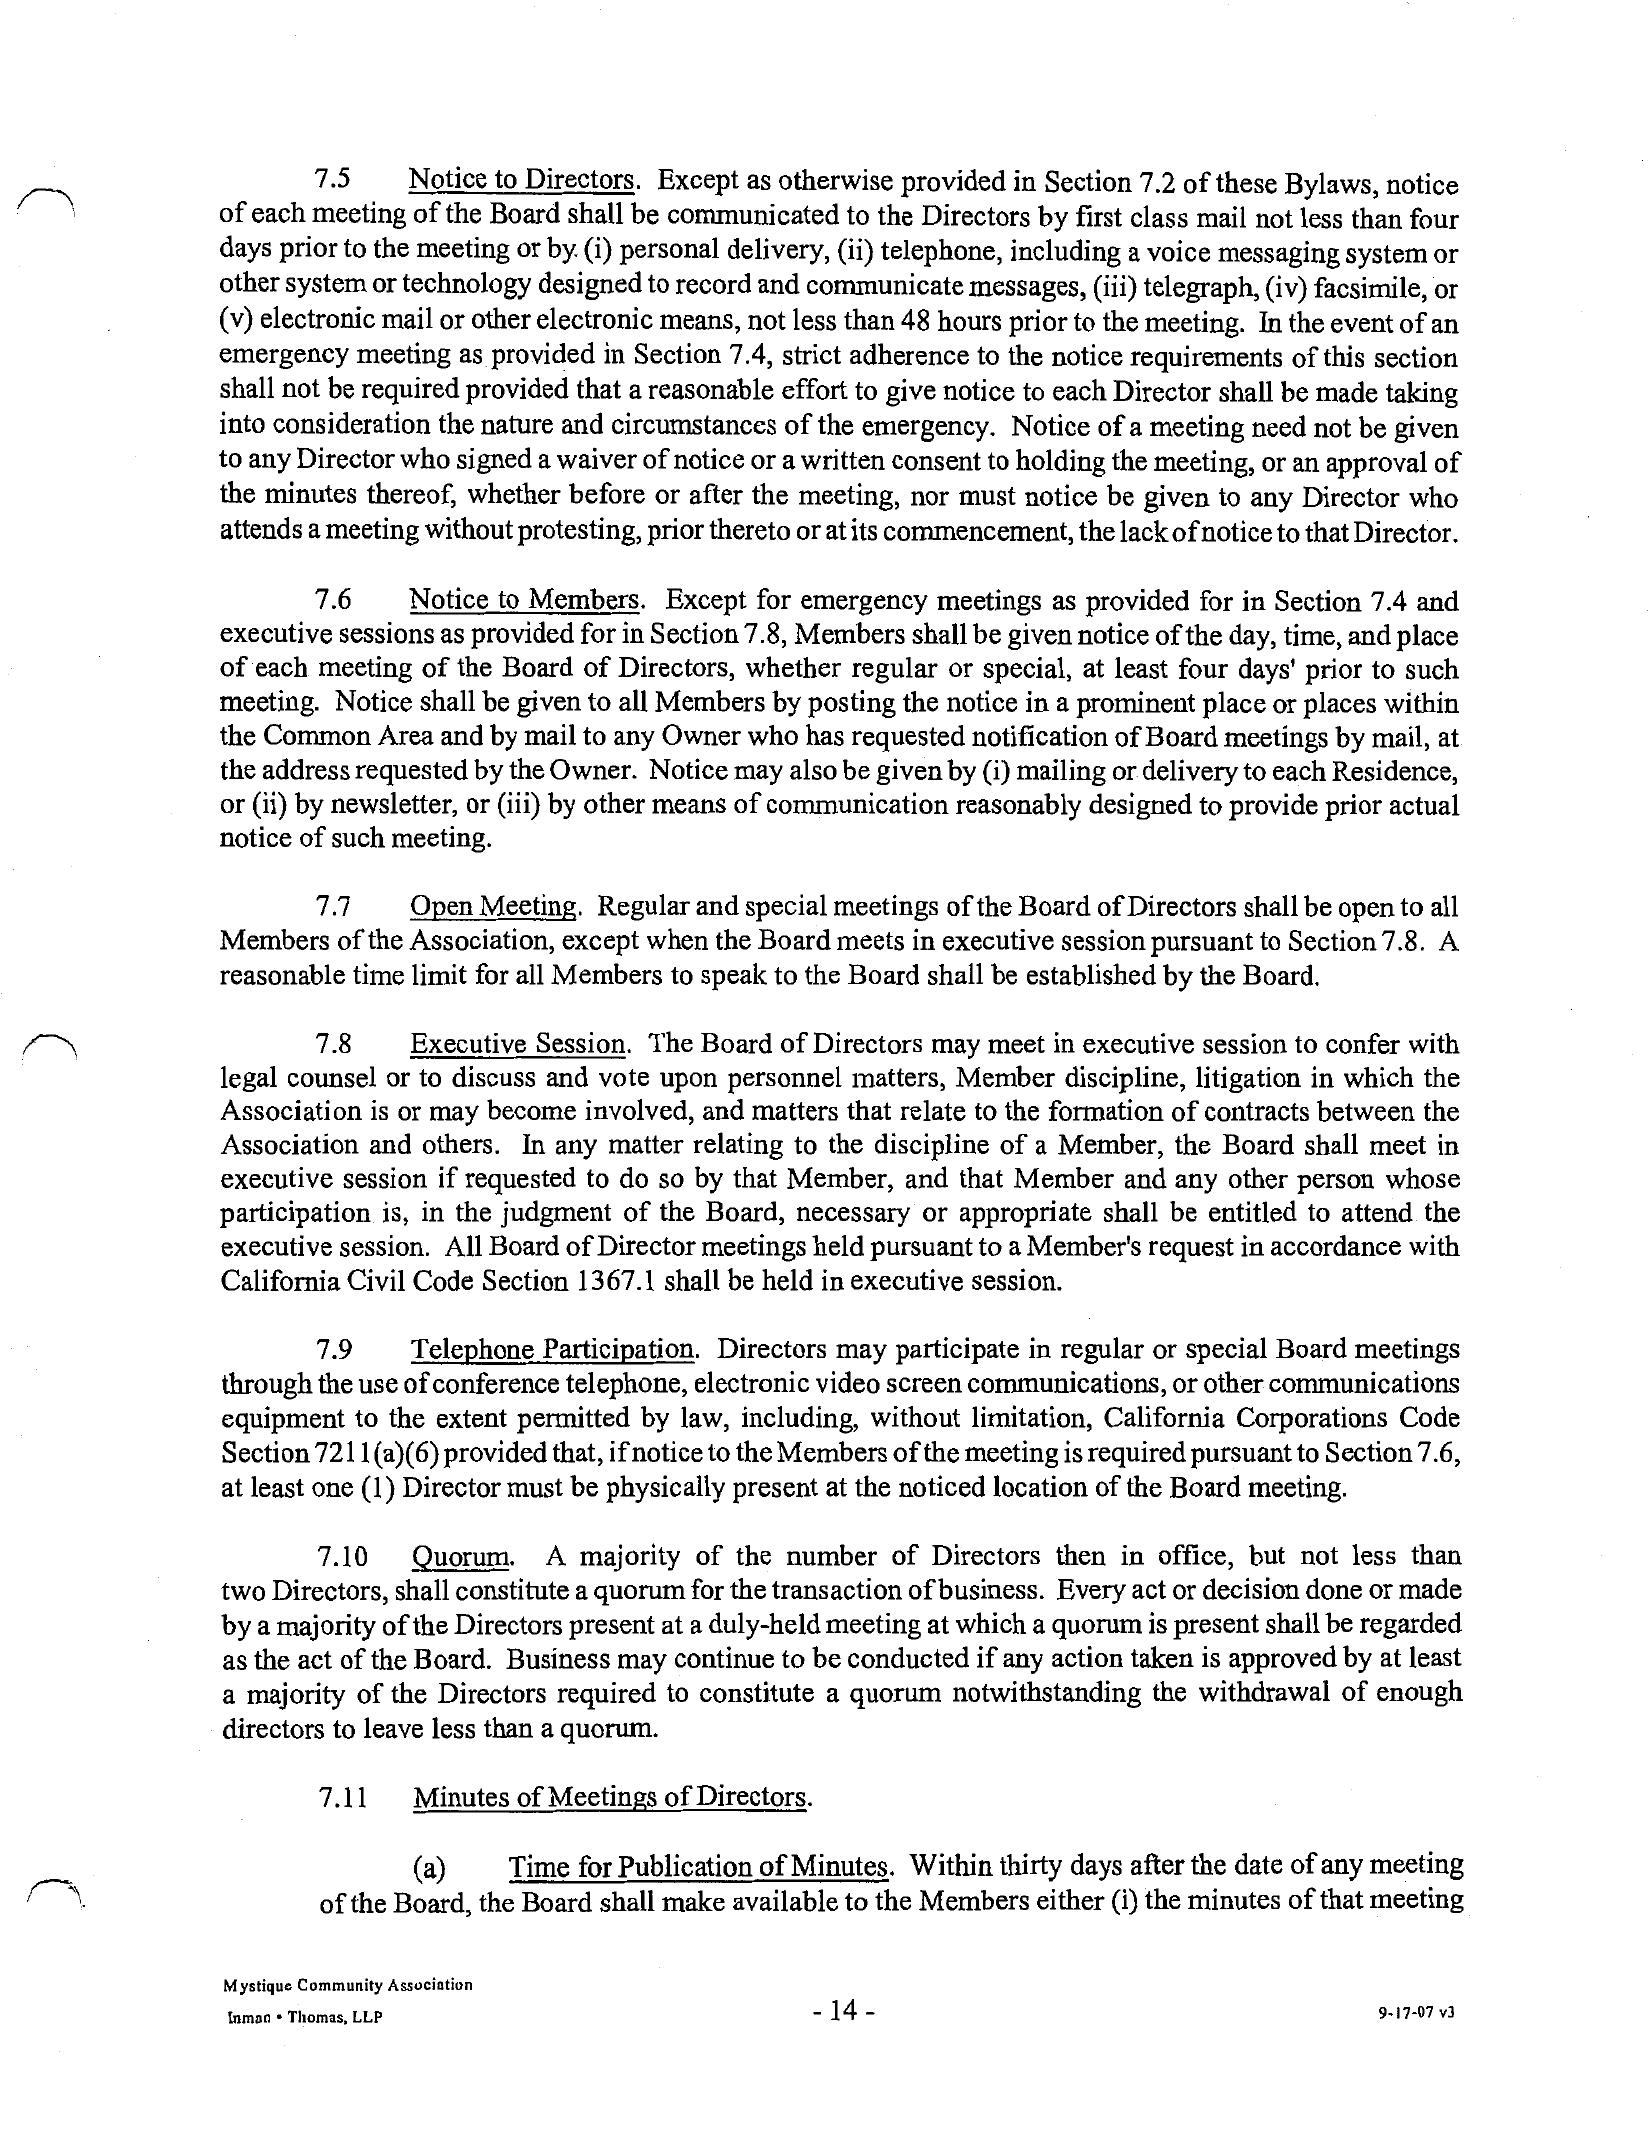 7.5 Notice to Directors. Except as otherwise provided in Section 7.2 of these Bylaws, notice
of each meeting of the Board shall be communicated to the Directors by first class mail not less than four
days prior to the meeting or by. (i) personal delivery, (ii) telephone, including a voice messaging system or
other system or technology designed to record and communicate messages, (iii) telegraph, (iv) facsimile, or
(v) electronic mail or other electronic means, not less than 48 hours prior to the meeting. In the event of an
emergency meeting as provided in Section 7.4, strict adherence to the notice requirements of this section
shall not be required provided that a reasonable effort to give notice to each Director shall be made taking
into consideration the nature and circumstances of the emergency. Notice of a meeting need not be given
to any Director who signed a waiver of notice or a written consent to holding the meeting, or an approval of
the minutes thereof, whether before or after the meeting, nor must notice be given to any Director who
attends a meeting without protesting, prior thereto or at its commencement, the lack of notice to that Director.
7.6 Notice to Members. Except for emergency meetings as provided for in Section 7.4 and
executive sessions as provided for in Section 7.8, Members shall be given notice of the day, time, and place
of each meeting of the Board of Directors, whether regular or special, at least four days' prior to such
meeting. Notice shall be given to all Members by posting the notice in a prominent place or places within
the Common Area and by mail to any Owner who has requested notification of Board meetings by mail, at
the address requested by the Owner. Notice may also be given by (i) mailing or delivery to each Residence,
or (ii) by newsletter, or (iii) by other means of communication reasonably designed to provide prior actual
notice of such meeting.
7.7 Open Meeting. Regular and special meetings of the Board of Directors shall be open to all
Members of the Association, except when the Board meets in executive session pursuant to Section 7.8. A
reasonable time limit for all Members to speak to the Board shall be established by the Board.
7.8 Executive Session. The Board of Directors may meet in executive session to confer with
legal counsel or to discuss and vote upon personnel matters, Member discipline, litigation in which the
Association is or may become involved, and matters that relate to the formation of contracts between the
Association and others. In any matter relating to the discipline of a Member, the Board shall meet in
executive session if requested to do so by that Member, and that Member and any other person whose
participation is, in the judgment of the Board, necessary or appropriate shall be entitled to attend the
executive session. All Board of Director meetings held pursuant to a Member's request in accordance with
California Civil Code Section 1367.1 shall be held in executive session.
7.9 Telephone Participation. Directors may participate in regular or special Board meetings
through the use of conference telephone, electronic video screen communications, or other communications
equipment to the extent permitted by law, including, without limitation, California Corporations Code
Section 7211(a)(6) provided that, if notice to the Members of the meeting is required pursuant to Section 7.6,
at least one (1) Director must be physically present at the noticed location of the Board meeting.
7.10 Quorum. A majority of the number of Directors then in office, but not less than
two Directors, shall constitute a quorum for the transaction of business. Every act or decision done or made
by a majority of the Directors present at a duly-held meeting at which a quorum is present shall be regarded
as the act of the Board. Business may continue to be conducted if any action taken is approved by at least
a majority of the Directors required to constitute a quorum notwithstanding the withdrawal of enough
directors to leave less than a quorum.
7.11 Minutes of Meetings of Directors.
(a) Time for Publication of Minutes. Within thirty days after the date of any meeting
of the Board, the Board shall make available to the Members either (i) the minutes of that meeting
Mystique Community Association
Inman • Thomas, LLP
- 14 -
9-17-07 v3